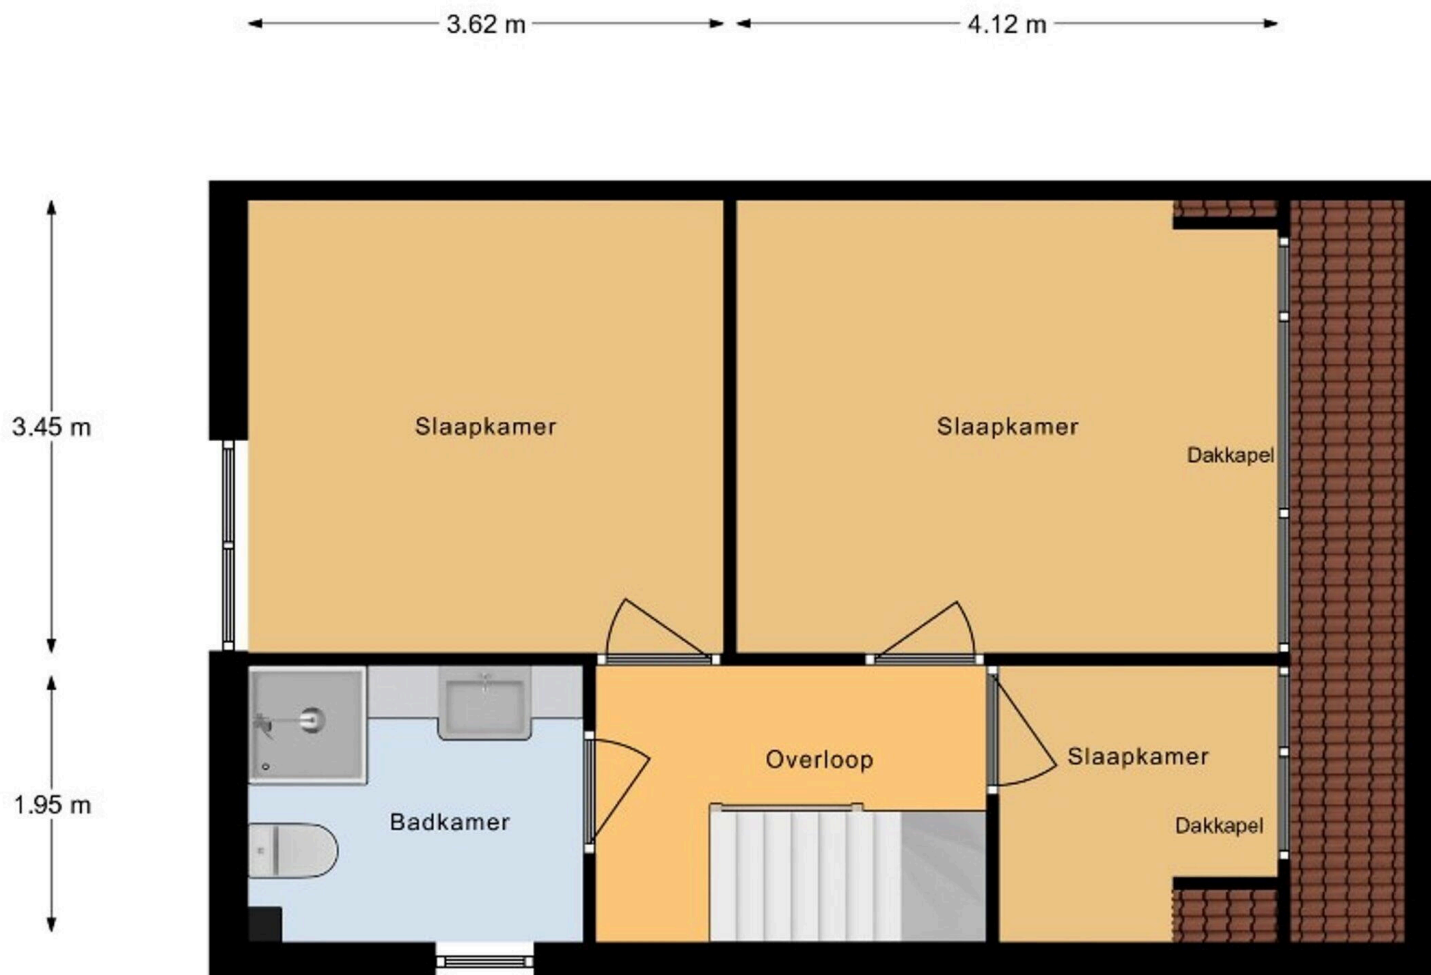 3.62 m
4.12 m
3.45 m
Slaapkamer
Slaapkamer
Dakkapel
1.95 m
Badkamer
Overloop
Slaapkamer
Dakkapel